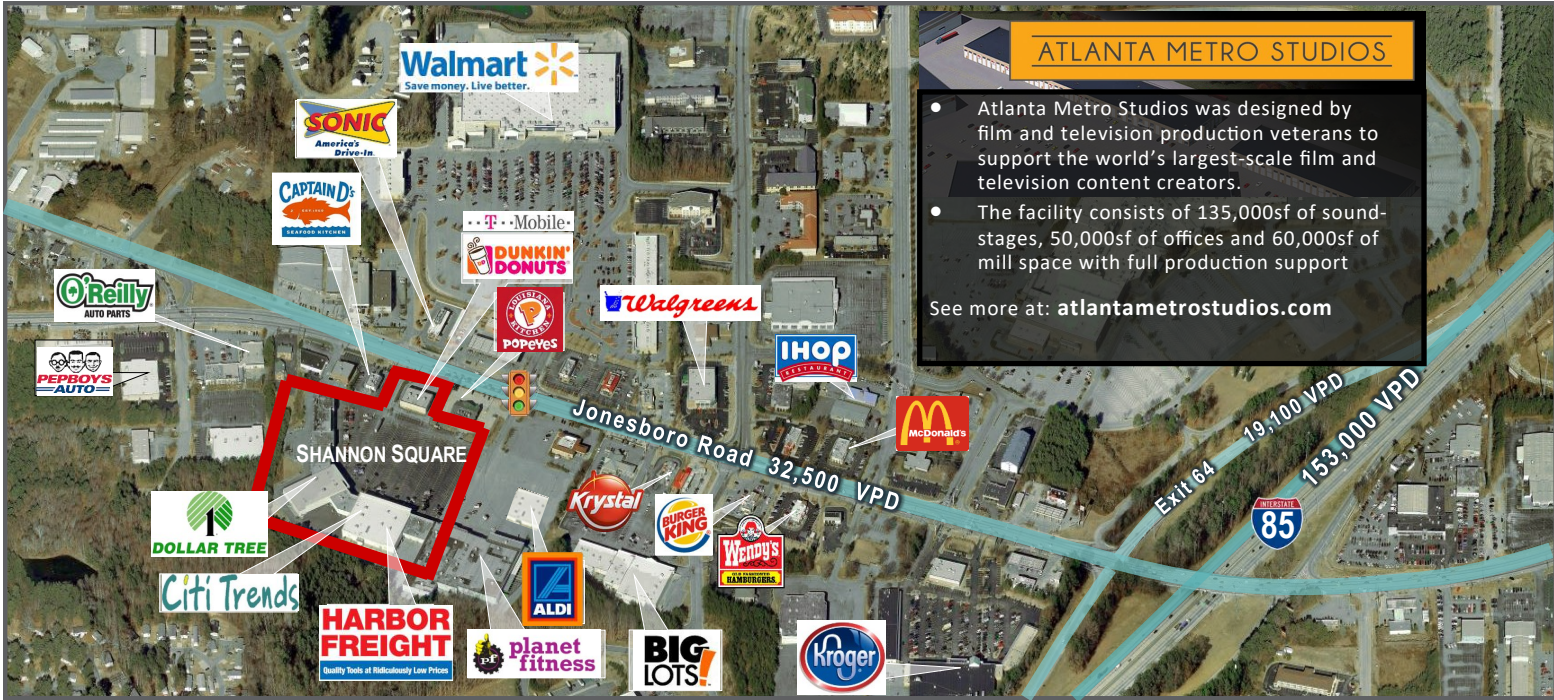 ATLANTA METRO STUDIOS
• Atlanta Metro Studios was designed by
film and television production veterans to
support the world's largest-scale film and
television content creators.
• The facility consists of 135,000sf of sound-
stages, 50,000sf of offices and 60,000sf of
mill space with full production support
See more at: atlantametrostudios.com
Walmart
Save money. Live better.
SONIC
America's
Drive-In
CAPTAIN D's
SEAFOOD KITCHEN
T Mobile
DUNKIN'
DONUTS
LOUISIANA
KITCHEN
POPEYES
O'Reilly
AUTO PARTS
PEPBOYS
AUTO
Walgreens
IHOP
RESTAURANT
McDonald's
Jonesboro Road 32,500 VPD
Exit 64
19,100 VPD
153,000 VPD
INTERSTATE
85
SHANNON SQUARE
DOLLAR TREE
Citi Trends
HARBOR
FREIGHT
Quality Tools at Ridiculously Low Prices
ALDI
pf
planet
fitness
BIG
LOTS!
Krystal
BURGER
KING
WENDY'S
OLD FASHIONED
HAMBURGERS
Kroger